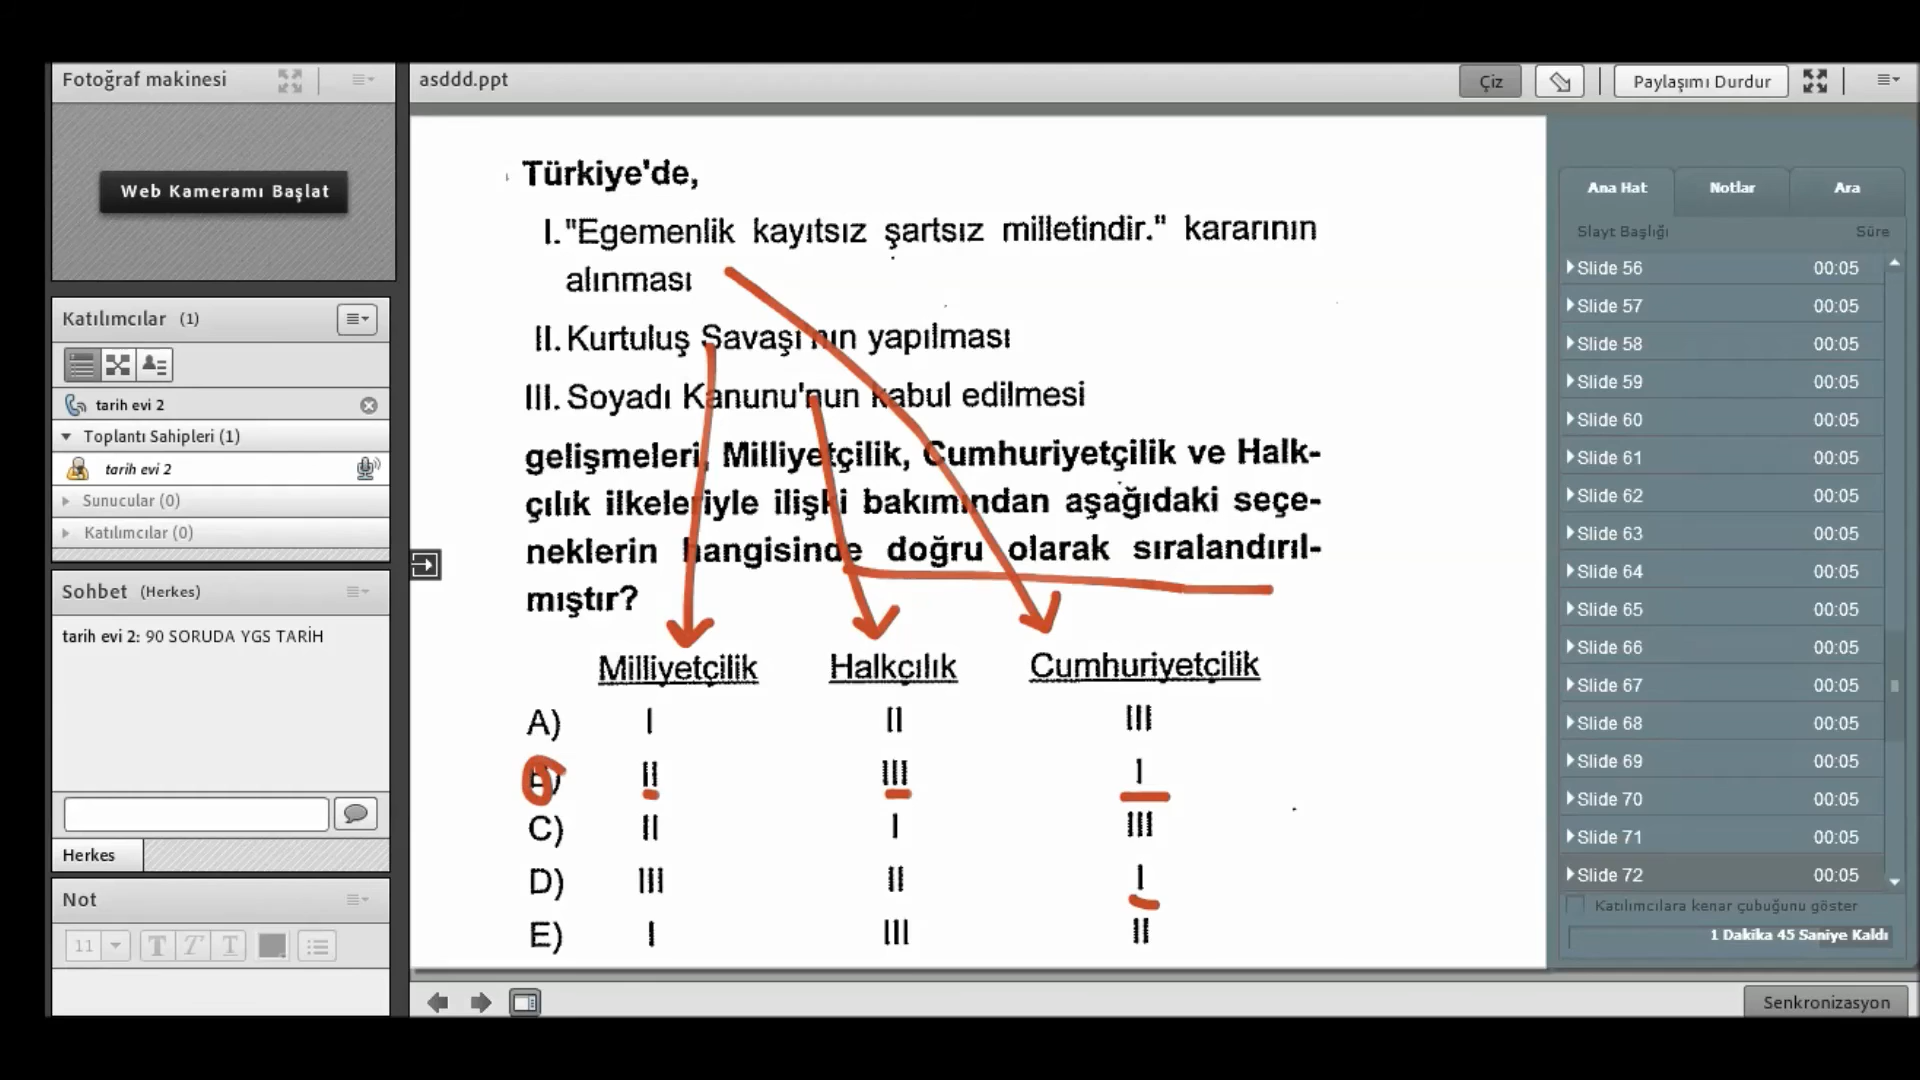 Fotoğraf makinesi
Web Kameramı Başlat
Katılımcılar (1)
tarih evi 2
Toplantı Sahipleri (1)
tarih evi 2
Sunucular (0)
Katılımcılar (0)
Sohbet (Herkes)
tarih evi 2: 90 SORUDA YGS TARİH
Herkes
Not
11
asddd.ppt
Çiz
Paylaşımı Durdur
Türkiye'de,
I. "Egemenlik kayıtsız şartsız milletindir." kararının
alınması
II. Kurtuluş Savaşı'nın yapılması
III. Soyadı Kanunu'nun kabul edilmesi
gelişmeleri, Milliyetçilik, Cumhuriyetçilik ve Halk-
çılık ilkeleriyle ilişki bakımından aşağıdaki seçe-
neklerin hangisinde doğru olarak sıralandırıl-
mıştır?
Milliyetçilik Halkçılık Cumhuriyetçilik
A) I II III
B) II III I
C) II I III
D) III II I
E) I III II
Ana Hat Notlar Ara
Slayt Başlığı Süre
Slide 56 00:05
Slide 57 00:05
Slide 58 00:05
Slide 59 00:05
Slide 60 00:05
Slide 61 00:05
Slide 62 00:05
Slide 63 00:05
Slide 64 00:05
Slide 65 00:05
Slide 66 00:05
Slide 67 00:05
Slide 68 00:05
Slide 69 00:05
Slide 70 00:05
Slide 71 00:05
Slide 72 00:05
Katılımcılara kenar çubuğunu göster
1 Dakika 45 Saniye Kaldı
Senkronizasyon